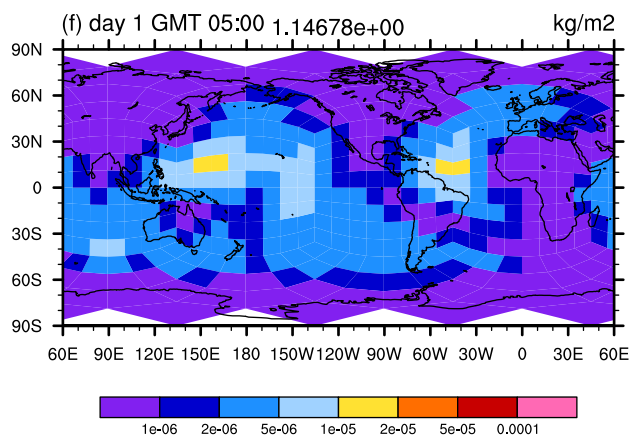 (f) day 1 GMT 05:00 1.14678e+00 kg/m2
90N
60N
30N
0
30S
60S
90S
60E 90E 120E 150E 180E 150W 120W 90W 60W 30W 0 30E 60E
1e-06 2e-06 5e-06 1e-05 2e-05 5e-05 0.0001